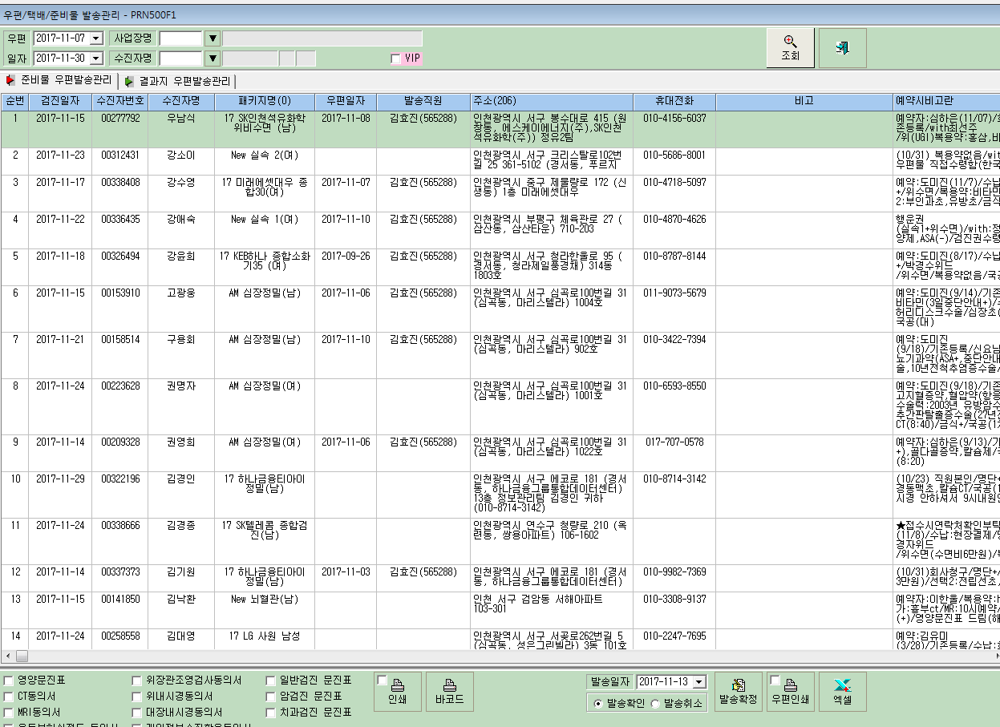 우편/택배/준비물 발송관리 - PRN500F1
우편 2017-11-07 사업장명
일자 2017-11-30 수진자명 VIP
조회
준비물 우편발송관리 결과지 우편발송관리
순번 검진일자 수진자번호 수진자명 패키지명(0) 우편일자 발송직원 주소(206) 휴대전화 비고 예약시비고란
1 2017-11-15 00277792 우남식 17 SK인천석유화학 2017-11-08 김효진(565288) 인천광역시 서구 봉수대로 415 (원 010-4156-6037 예약자:심하은(11/07)/
위비수면 (남) 창동, 에스케이에너지(주),SK인천 존등록/with최선주
석유화학(주)) 정유2팀 /위(UGI)복용약:홍삼,비
2 2017-11-23 00312431 강소미 New 실속 2(여) 인천광역시 서구 크리스탈로102번 010-5686-8001 (10/31) 복용약없음/wit
길 25 361-5102 (경서동, 푸르지 우편물 직접수령함(한국
3 2017-11-17 00338408 강수영 17 미래에셋대우 종 2017-11-07 김효진(565288) 인천광역시 중구 제물량로 172 (신 010-4718-5097 예약:도미진(11/7)/수납
합30(여) 생동) 1층 미래에셋대우 +/위수면/복용약:비타민
2:부인과초,유방초/금식
4 2017-11-22 00336435 강애숙 New 실속 1(여) 2017-11-10 김효진(565288) 인천광역시 부평구 체육관로 27 ( 010-4870-4626 행운권
삼산동, 삼산타운) 710-203 (실속1+위수면)/with:정
양제,ASA(-)/검진권수령
5 2017-11-18 00326494 강윤희 17 KEB하나 종합소화 2017-09-26 김효진(565288) 인천광역시 서구 청라한울로 95 ( 010-8787-8144 예약:도미진(8/17)/수납
기35 (여) 경서동, 청라제일풍경채) 314동 +/박경수위드
1803호 /위수면/복용약없음/국공
6 2017-11-15 00153910 고광웅 AM 심장정밀(남) 2017-11-06 김효진(565288) 인천광역시 서구 심곡로100번길 31 011-9073-5679 예약:도미진(9/14)/기존
(심곡동, 마리스텔라) 1004호 비타민(3일중단안내+)/
허리디스크수술/심장초(
국공(대)
7 2017-11-21 00158514 구용회 AM 심장정밀(남) 2017-11-10 김효진(565288) 인천광역시 서구 심곡로100번길 31 010-3422-7394 예약:도미진
(심곡동, 마리스텔라) 902호 (9/18)/기존등록/신요님
뇨기과약(ASA+,중단안내
술,10년전척추염증수술/
8 2017-11-24 00223628 권명자 AM 심장정밀(여) 인천광역시 서구 심곡로100번길 31 010-6593-8550 예약:도미진(9/18)/기존
(심곡동, 마리스텔라) 1001호 고지혈증약,혈압약(항응
수술력:2003년 유방암수
추간판탈출증수술(27년전
CT(8:40)/금식+/국공(1
9 2017-11-14 00209328 권영희 AM 심장정밀(여) 2017-11-06 김효진(565288) 인천광역시 서구 심곡로100번길 31 017-707-0578 예약자:심하은(9/13)/기
(심곡동, 마리스텔라) 1022호 +),골다골증약,칼슘제/
(8:20)
10 2017-11-29 00322196 김경인 17 하나금융티아이 인천광역시 서구 에코로 181 (경서 010-8714-3142 (10/23) 직원본인/명단+
정밀(남) 동, 하나금융그룹통합데이터센터) 경동맥초,칼슘CT/국공(1
13층 정보관리팀 김경인 귀하 시경 안하셔서 9시내원안
(010-8714-3142)
11 2017-11-24 00338666 김경종 17 SK텔레콤 종합검 인천광역시 연수구 청량로 210 (옥 ★접수시연락처확인부탁
진(남) 련동, 쌍용아파트) 106-1602 (11/8)/수납:현장결제/
경자위드
/위수면(수면비6만원)/
12 2017-11-14 00337373 김기원 17 하나금융티아이 2017-11-03 김효진(565288) 인천광역시 서구 에코로 181 (경서 010-9982-7369 (10/31)회사청구/명단+/
정밀(남) 동, 하나금융그룹통합데이터센터) 3만원)/선택2:전립선초,
13 2017-11-15 00141850 김낙환 New 뇌혈관(남) 인천 서구 검암동 서해아파트 010-3308-9137 예약자:이한울/복용약:
103-301 가:흉부ct/MR:10시예약/
(+)/영양문진표 드림(해
14 2017-11-24 00258558 김대영 17 LG 사원 남성 인천광역시 서구 서곶로262번길 5 010-2247-7695 예약:김유미
(심곡동, 성은그린빌라) 3동 101호 (3/28)/기존등록/수납:
영양문진표 위장관조영검사동의서 일반검진 문진표
CT동의서 위내시경동의서 암검진 문진표
MRI동의서 대장내시경동의서 치과검진 문진표
인쇄 바코드
발송일자 2017-11-13
발송확인 발송취소
발송확정 우편인쇄 엑셀